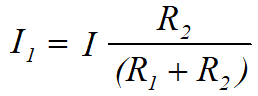 I₁ = I R₂ / (R₁ + R₂)